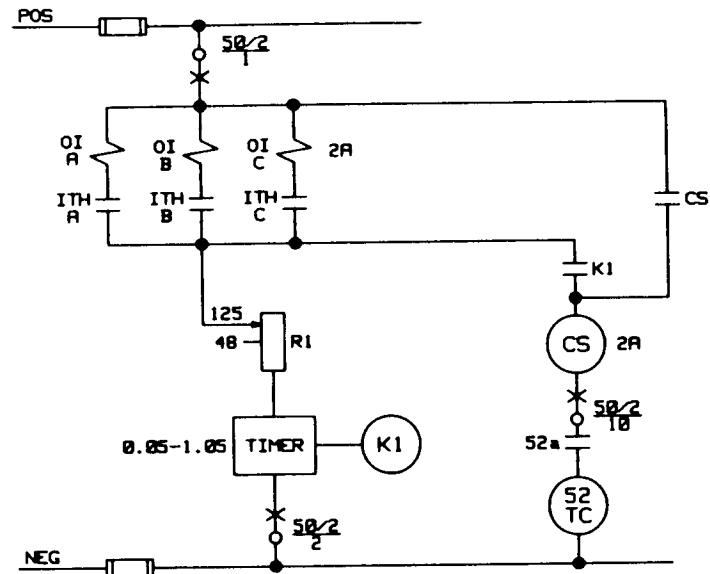 POS
50/2
1
OI
A
OI
B
OI
C
2A
ITH
A
ITH
B
ITH
C
CS
K1
125
48
R1
CS
2A
50/2
10
0.05-1.05
TIMER
K1
52a
52
TC
50/2
2
NEG